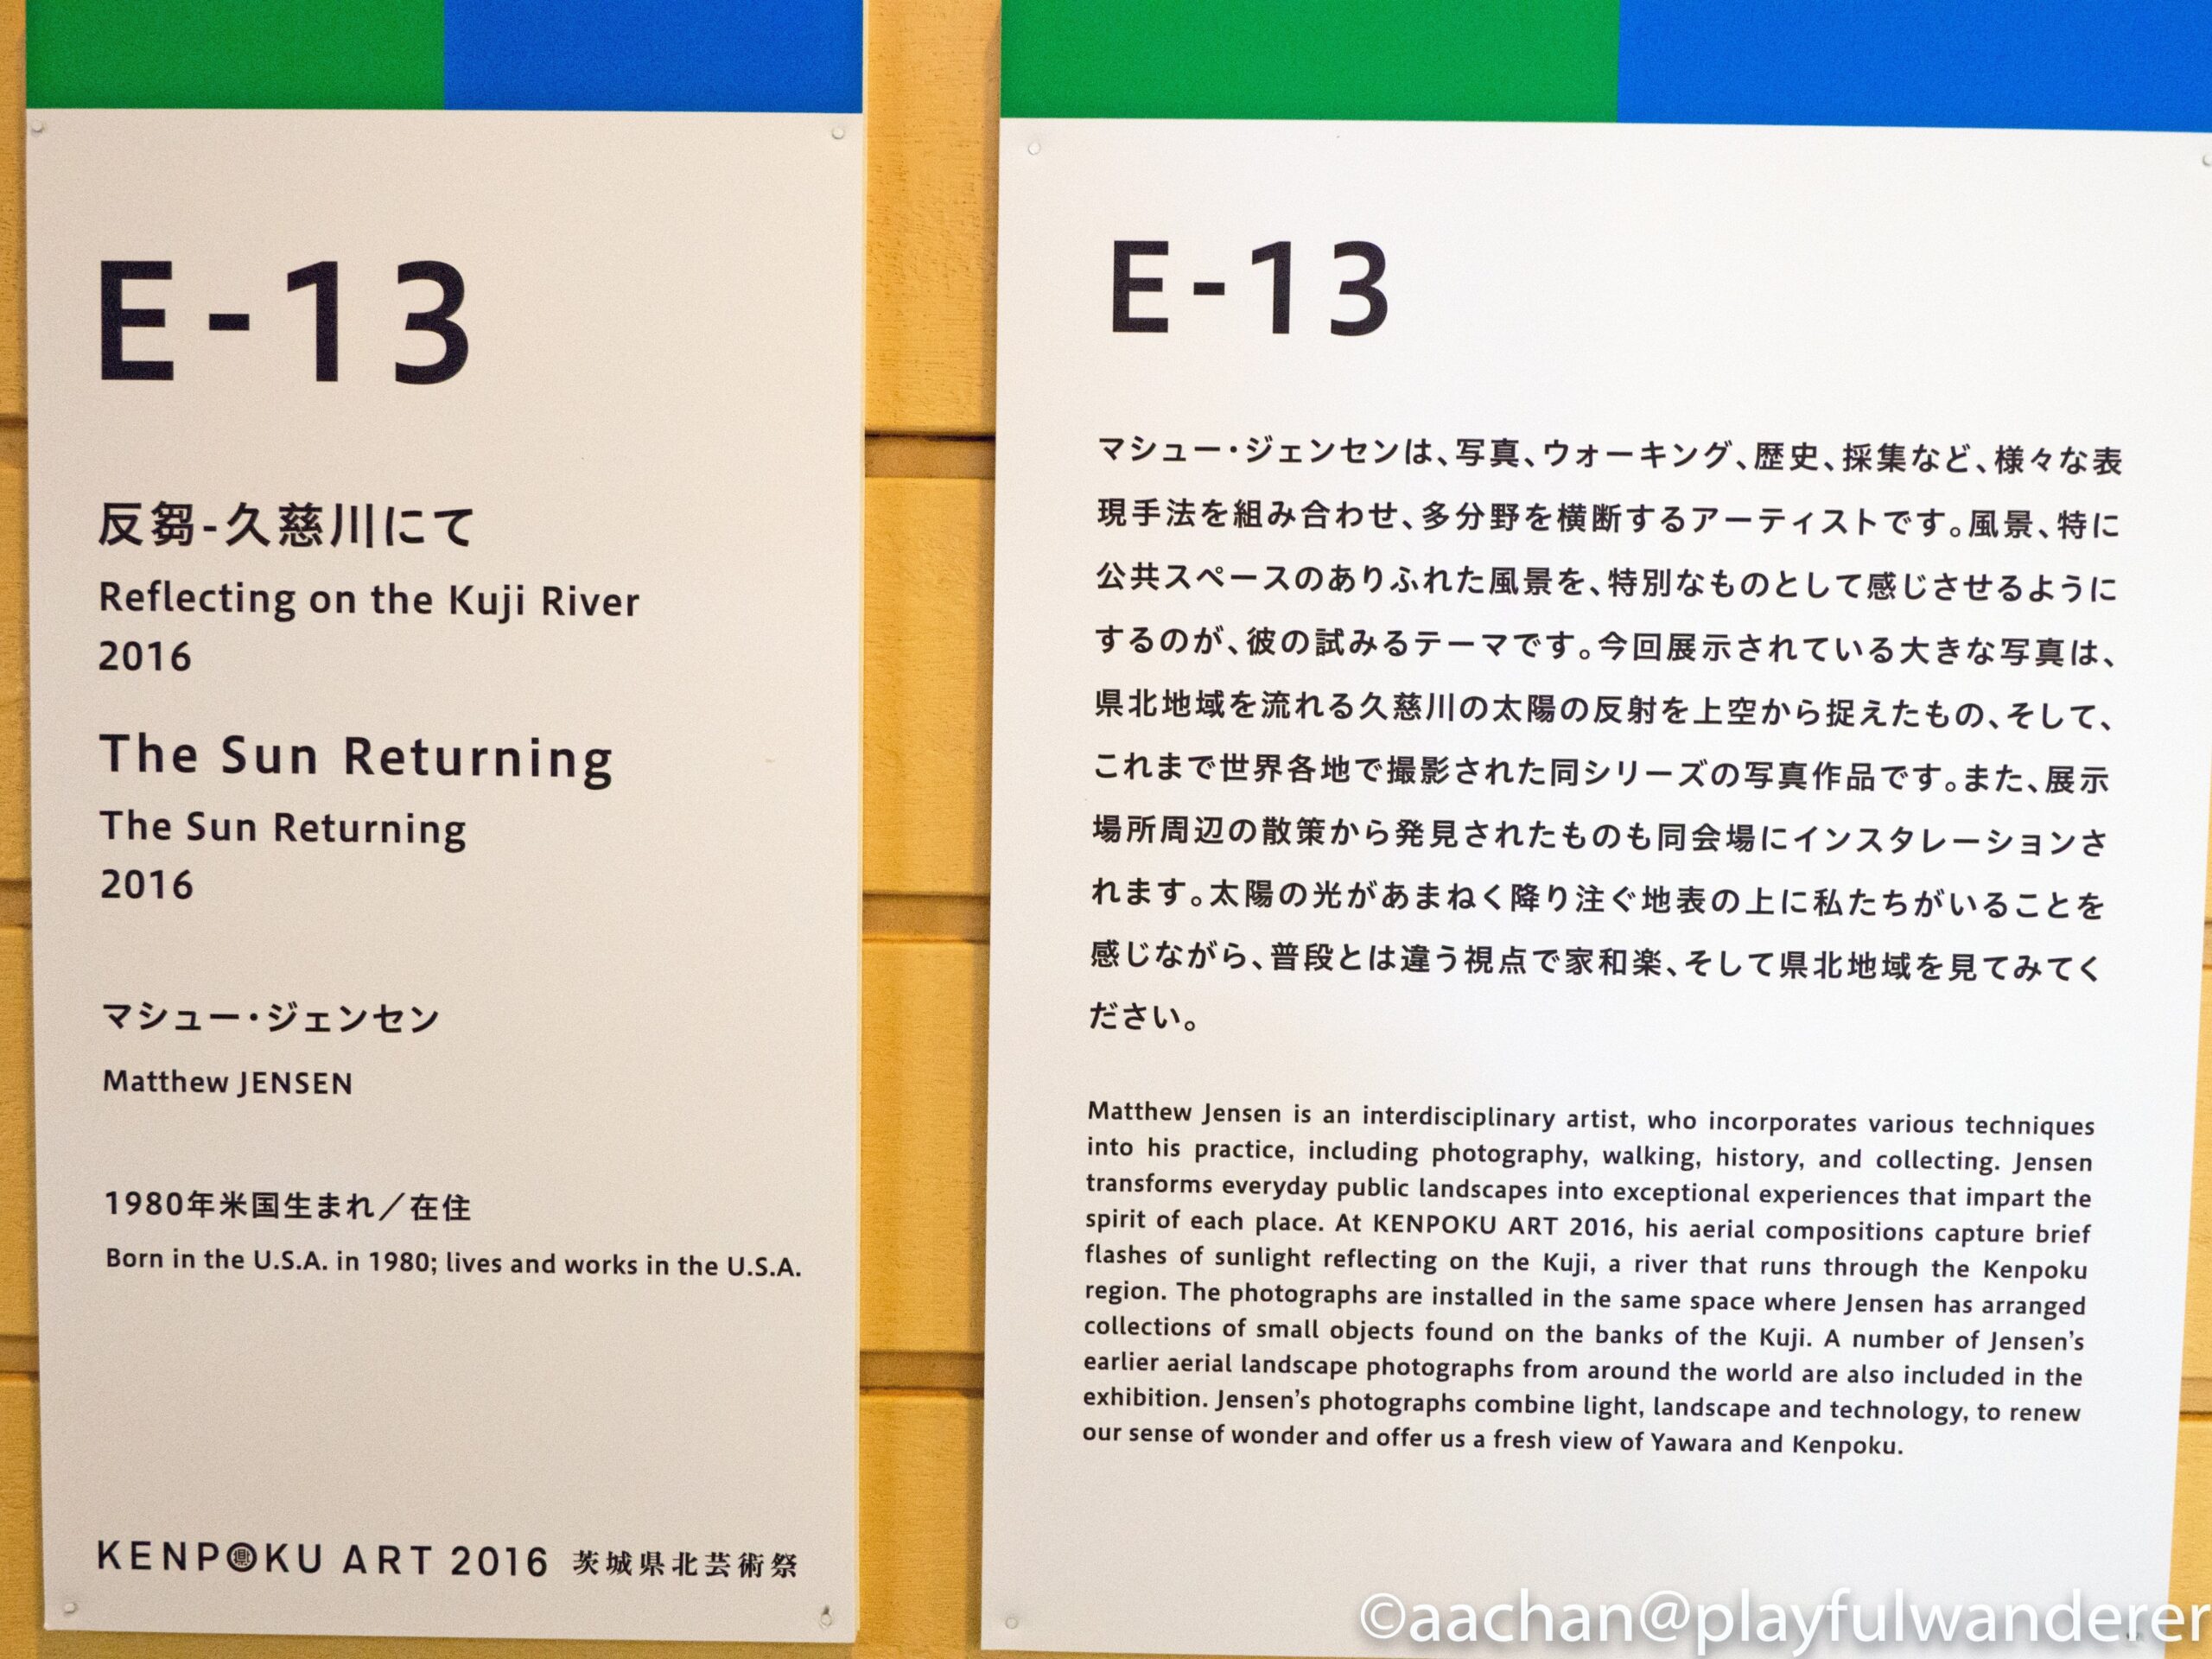 E-13
反芻-久慈川にて
Reflecting on the Kuji River
2016
The Sun Returning
The Sun Returning
2016
マシュー・ジェンセン
Matthew JENSEN
1980年米国生まれ／在住
Born in the U.S.A. in 1980; lives and works in the U.S.A.
KENPOKU ART 2016 茨城県北芸術祭
E-13
マシュー・ジェンセンは、写真、ウォーキング、歴史、採集など、様々な表
現手法を組み合わせ、多分野を横断するアーティストです。風景、特に
公共スペースのありふれた風景を、特別なものとして感じさせるように
するのが、彼の試みるテーマです。今回展示されている大きな写真は、
県北地域を流れる久慈川の太陽の反射を上空から捉えたもの、そして、
これまで世界各地で撮影された同シリーズの写真作品です。また、展示
場所周辺の散策から発見されたものも同会場にインスタレーションさ
れます。太陽の光があまねく降り注ぐ地表の上に私たちがいることを
感じながら、普段とは違う視点で家和楽、そして県北地域を見てみてく
ださい。
Matthew Jensen is an interdisciplinary artist, who incorporates various techniques
into his practice, including photography, walking, history, and collecting. Jensen
transforms everyday public landscapes into exceptional experiences that impart the
spirit of each place. At KENPOKU ART 2016, his aerial compositions capture brief
flashes of sunlight reflecting on the Kuji, a river that runs through the Kenpoku
region. The photographs are installed in the same space where Jensen has arranged
collections of small objects found on the banks of the Kuji. A number of Jensen's
earlier aerial landscape photographs from around the world are also included in the
exhibition. Jensen's photographs combine light, landscape and technology, to renew
our sense of wonder and offer us a fresh view of Yawara and Kenpoku.
©aachan@playfulwanderer